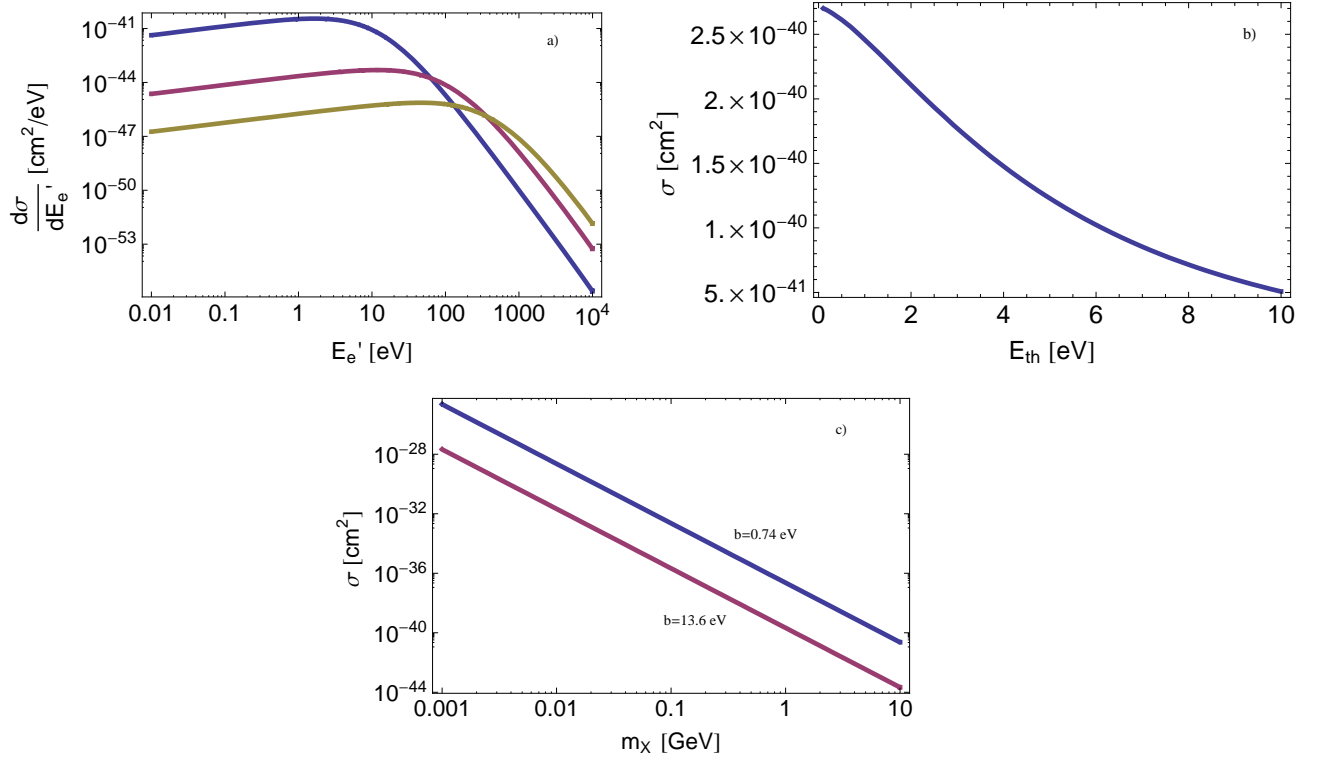 a)
10^-41
10^-44
10^-47
10^-50
10^-53
dσ/dE_e' [cm^2/eV]
0.01 0.1 1 10 100 1000 10^4
E_e' [eV]
b)
2.5×10^-40
2.×10^-40
1.5×10^-40
1.×10^-40
5.×10^-41
σ [cm^2]
0 2 4 6 8 10
E_th [eV]
c)
10^-28
10^-32
10^-36
10^-40
10^-44
σ [cm^2]
b=0.74 eV
b=13.6 eV
0.001 0.01 0.1 1 10
m_X [GeV]